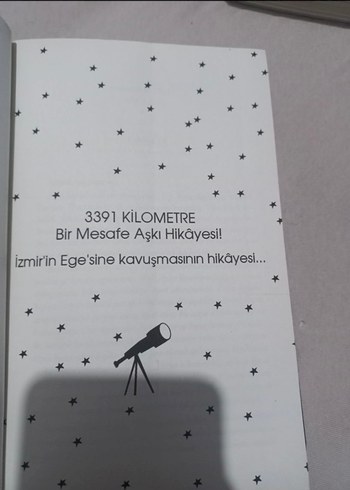 3391 KİLOMETRE
Bir Mesafe Aşkı Hikâyesi!
İzmir'in Ege'sine kavuşmasının hikâyesi...